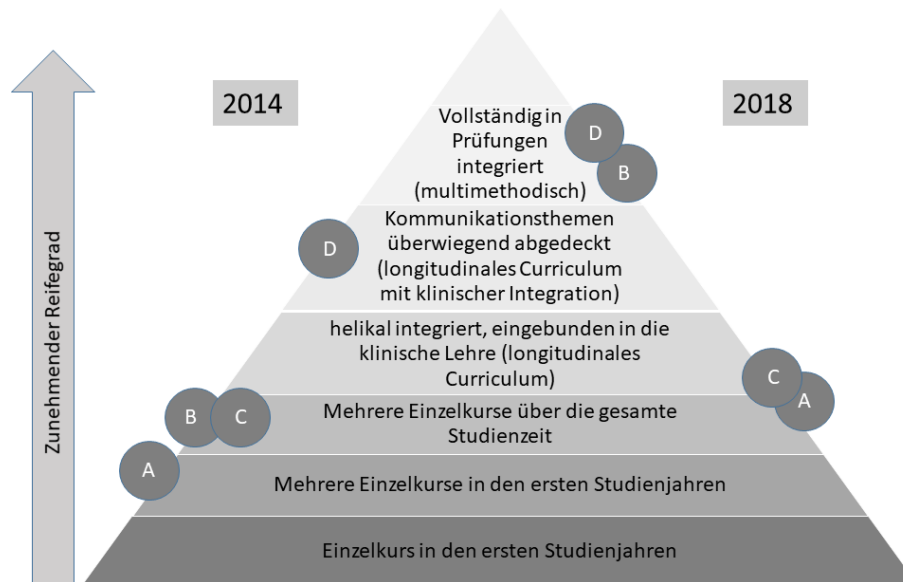 2014
2018
Zunehmender Reifegrad
Vollständig in
Prüfungen
integriert
(multimethodisch)
D
B
Kommunikationsthemen
überwiegend abgedeckt
(longitudinales Curriculum
mit klinischer Integration)
D
helikal integriert, eingebunden in die
klinische Lehre (longitudinales
Curriculum)
C
A
B
C
Mehrere Einzelkurse über die gesamte
Studienzeit
A
Mehrere Einzelkurse in den ersten Studienjahren
Einzelkurs in den ersten Studienjahren